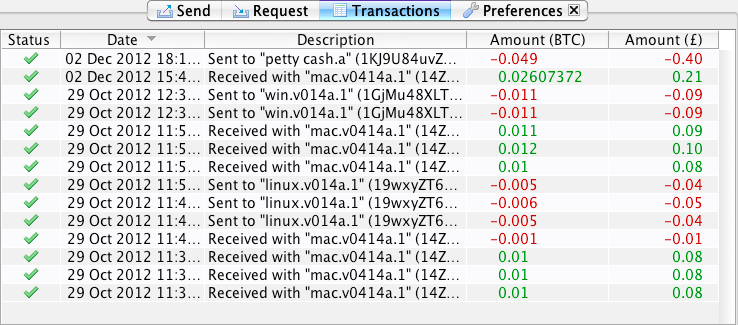 Send Request Transactions Preferences
Status Date Description Amount (BTC) Amount (£)
02 Dec 2012 18:1... Sent to "petty cash.a" (1KJ9U84uvZ... -0.049 -0.40
02 Dec 2012 15:4... Received with "mac.v0414a.1" (14Z... 0.02607372 0.21
29 Oct 2012 12:3... Sent to "win.v014a.1" (1GjMu48XLT... -0.011 -0.09
29 Oct 2012 12:3... Sent to "win.v014a.1" (1GjMu48XLT... -0.011 -0.09
29 Oct 2012 11:5... Received with "mac.v0414a.1" (14Z... 0.011 0.09
29 Oct 2012 11:5... Received with "mac.v0414a.1" (14Z... 0.012 0.10
29 Oct 2012 11:5... Received with "mac.v0414a.1" (14Z... 0.01 0.08
29 Oct 2012 11:5... Sent to "linux.v014a.1" (19wxyZT6... -0.005 -0.04
29 Oct 2012 11:4... Sent to "linux.v014a.1" (19wxyZT6... -0.006 -0.05
29 Oct 2012 11:4... Sent to "linux.v014a.1" (19wxyZT6... -0.005 -0.04
29 Oct 2012 11:4... Received with "mac.v0414a.1" (14Z... -0.001 -0.01
29 Oct 2012 11:3... Received with "mac.v0414a.1" (14Z... 0.01 0.08
29 Oct 2012 11:3... Received with "mac.v0414a.1" (14Z... 0.01 0.08
29 Oct 2012 11:3... Received with "mac.v0414a.1" (14Z... 0.01 0.08